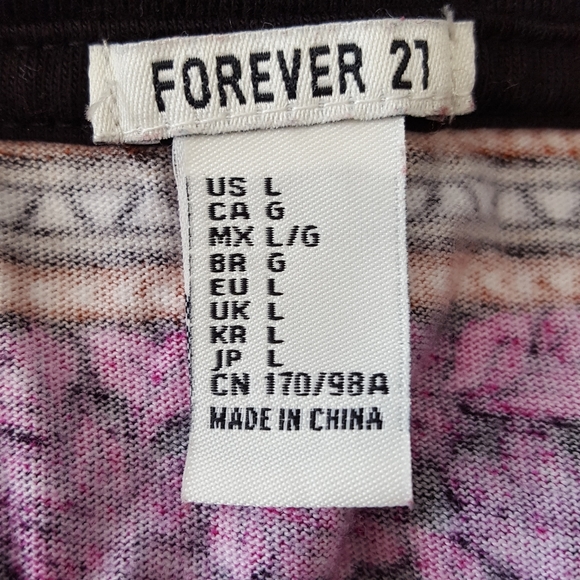 FOREVER 21
US L
CA G
MX L/G
BR G
EU L
UK L
KR L
JP L
CN 170/98A
MADE IN CHINA